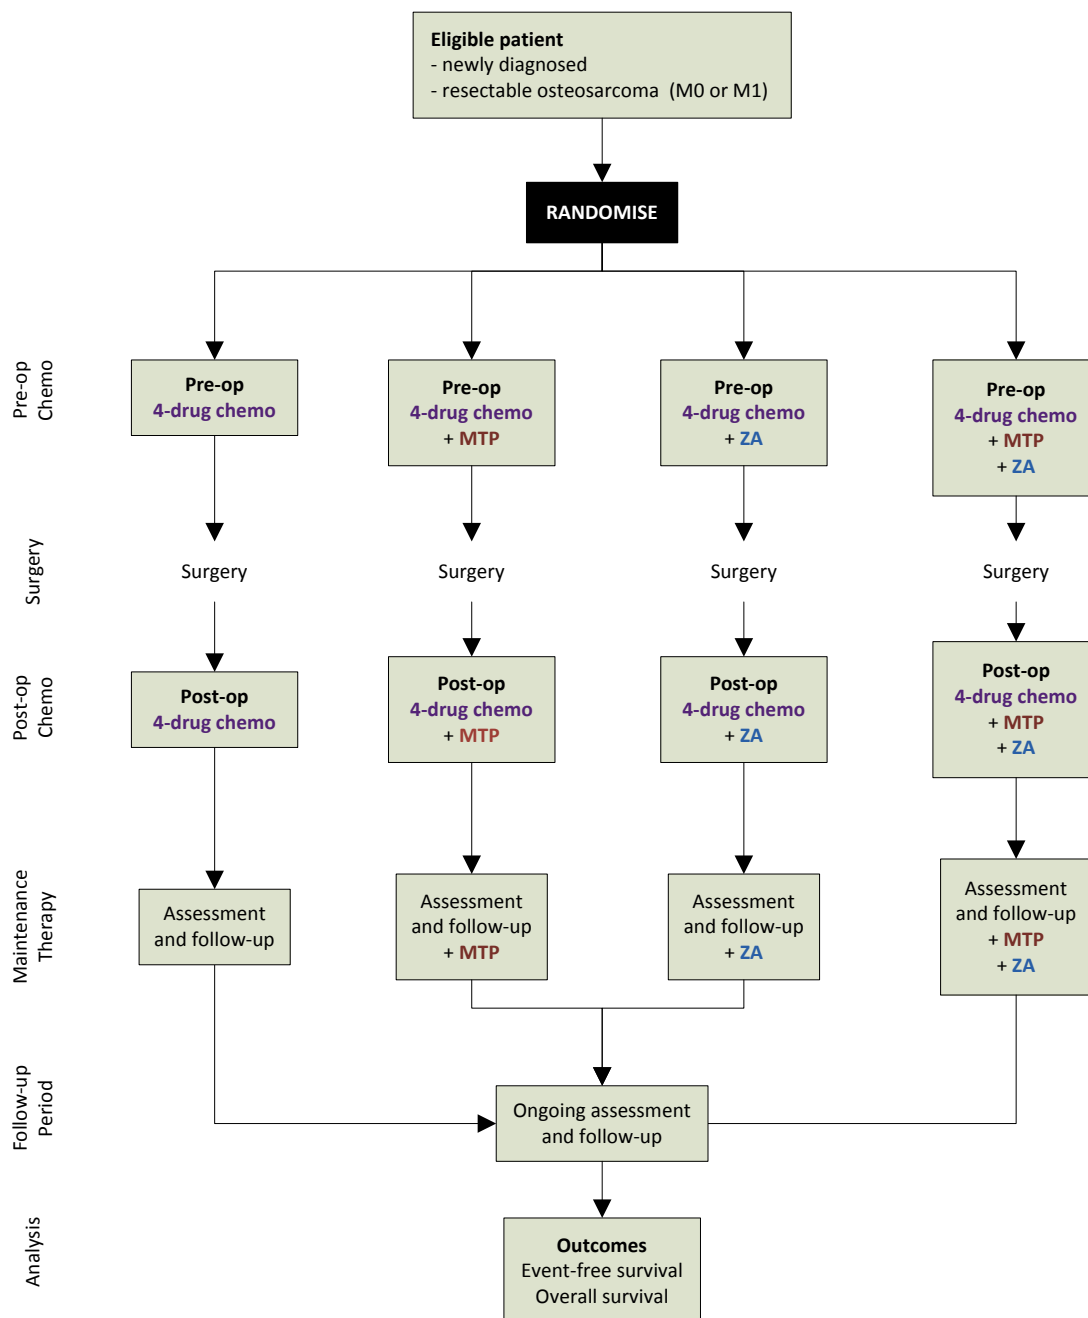 Eligible patient
- newly diagnosed
- resectable osteosarcoma (M0 or M1)
RANDOMISE
Pre-op
Chemo
Pre-op
4-drug chemo
Pre-op
4-drug chemo
+ MTP
Pre-op
4-drug chemo
+ ZA
Pre-op
4-drug chemo
+ MTP
+ ZA
Surgery
Surgery
Surgery
Surgery
Surgery
Post-op
Chemo
Post-op
4-drug chemo
Post-op
4-drug chemo
+ MTP
Post-op
4-drug chemo
+ ZA
Post-op
4-drug chemo
+ MTP
+ ZA
Maintenance
Therapy
Assessment
and follow-up
Assessment
and follow-up
+ MTP
Assessment
and follow-up
+ ZA
Assessment
and follow-up
+ MTP
+ ZA
Follow-up
Period
Ongoing assessment
and follow-up
Analysis
Outcomes
Event-free survival
Overall survival